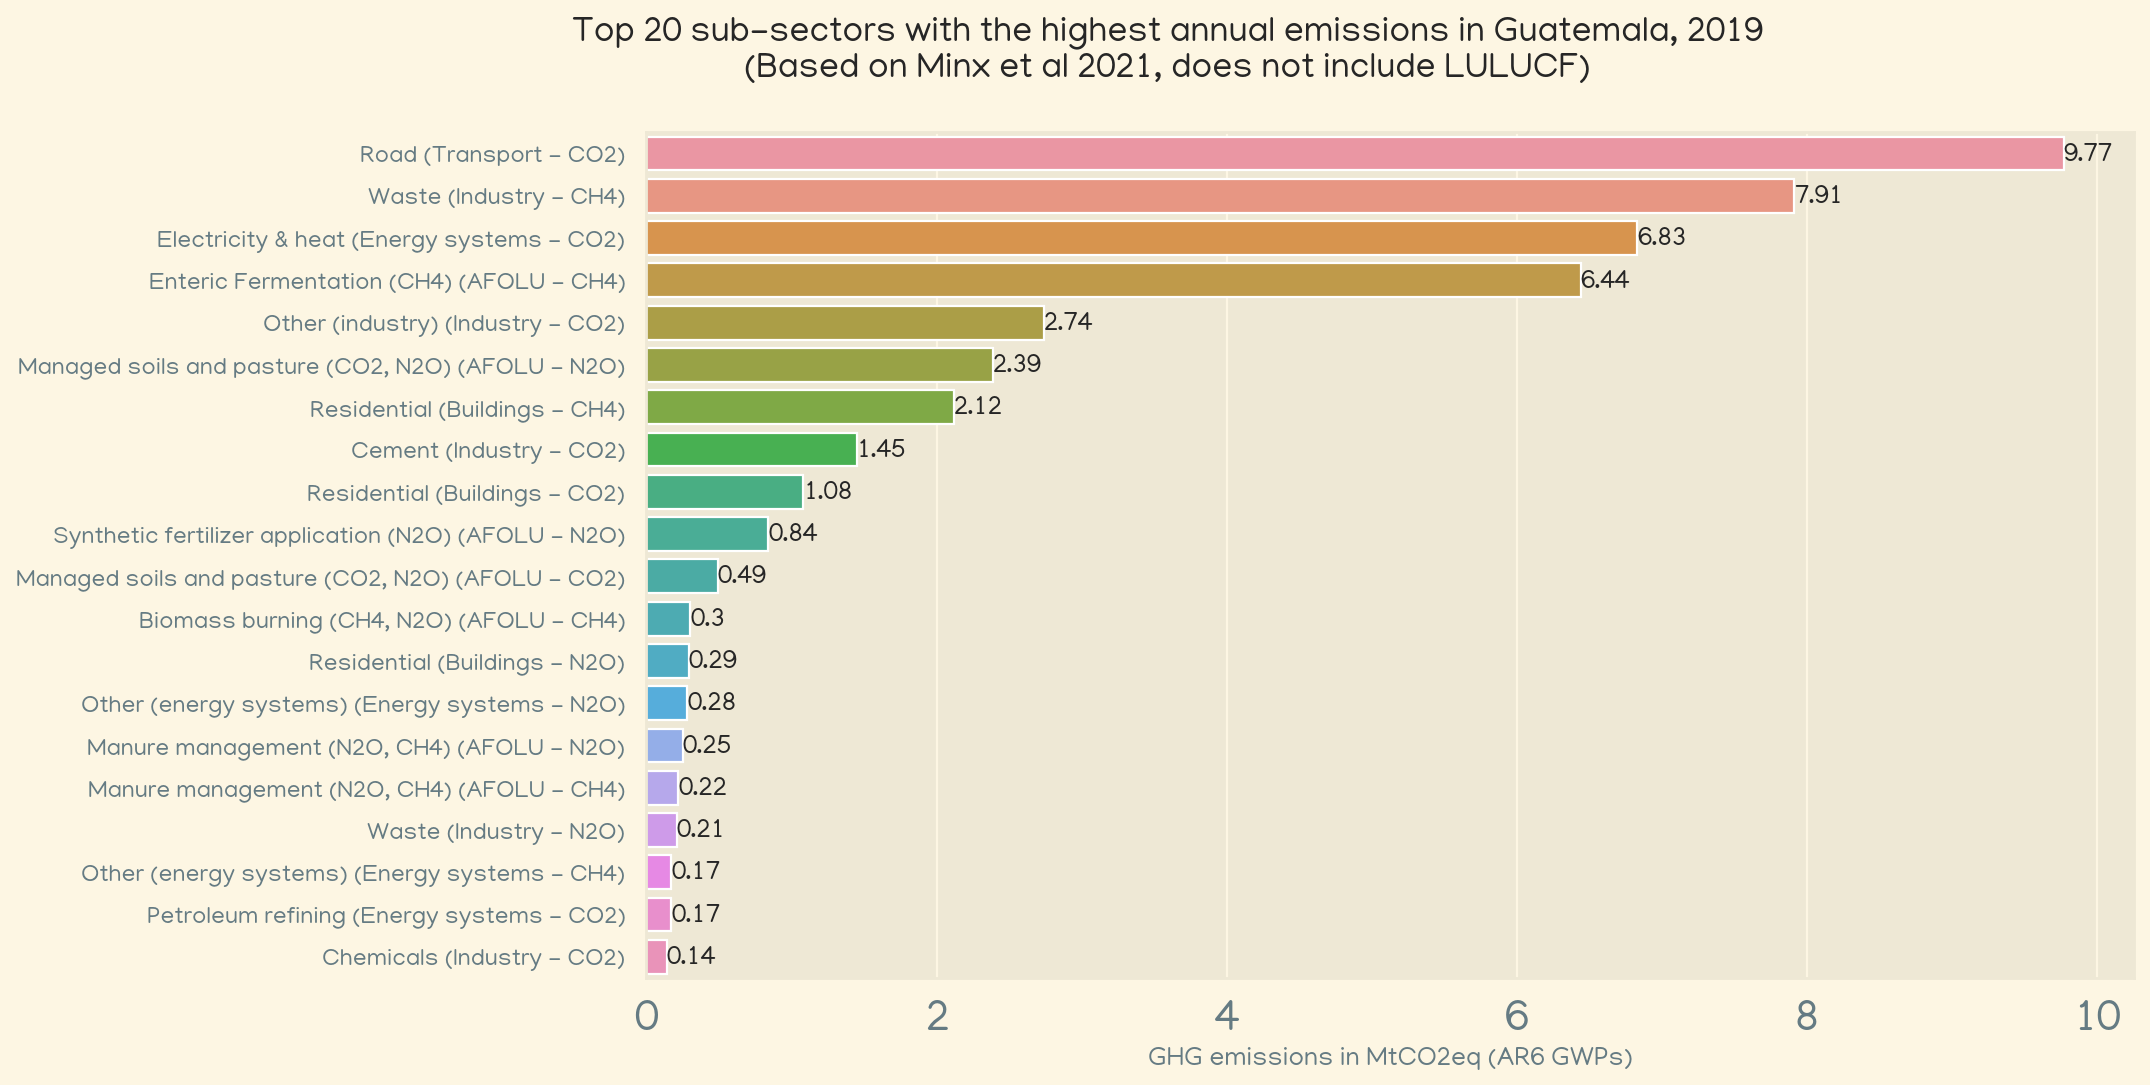 Top 20 sub-sectors with the highest annual emissions in Guatemala, 2019
(Based on Minx et al 2021, does not include LULUCF)
Road (Transport - CO2) 9.77
Waste (Industry - CH4) 7.91
Electricity & heat (Energy systems - CO2) 6.83
Enteric Fermentation (CH4) (AFOLU - CH4) 6.44
Other (industry) (Industry - CO2) 2.74
Managed soils and pasture (CO2, N2O) (AFOLU - N2O) 2.39
Residential (Buildings - CH4) 2.12
Cement (Industry - CO2) 1.45
Residential (Buildings - CO2) 1.08
Synthetic fertilizer application (N2O) (AFOLU - N2O) 0.84
Managed soils and pasture (CO2, N2O) (AFOLU - CO2) 0.49
Biomass burning (CH4, N2O) (AFOLU - CH4) 0.3
Residential (Buildings - N2O) 0.29
Other (energy systems) (Energy systems - N2O) 0.28
Manure management (N2O, CH4) (AFOLU - N2O) 0.25
Manure management (N2O, CH4) (AFOLU - CH4) 0.22
Waste (Industry - N2O) 0.21
Other (energy systems) (Energy systems - CH4) 0.17
Petroleum refining (Energy systems - CO2) 0.17
Chemicals (Industry - CO2) 0.14
0 2 4 6 8 10
GHG emissions in MtCO2eq (AR6 GWPs)